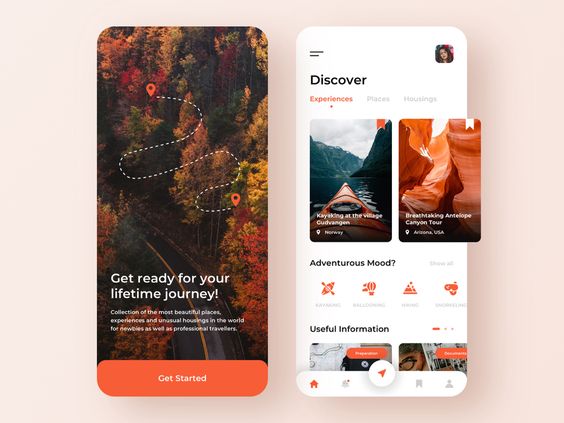 Get ready for your
lifetime journey!
Collection of the most beautiful places,
experiences and unusual housings in the world
for newbies as well as professional travellers.
Get Started
Discover
Experiences Places Housings
Kayaking at the village
Gudvangen
Norway
Breathtaking Antelope
Canyon Tour
Arizona, USA
Adventurous Mood? Show all
KAYAKING BALLOONING HIKING SNORKELING
Useful Information
Preparation Documents